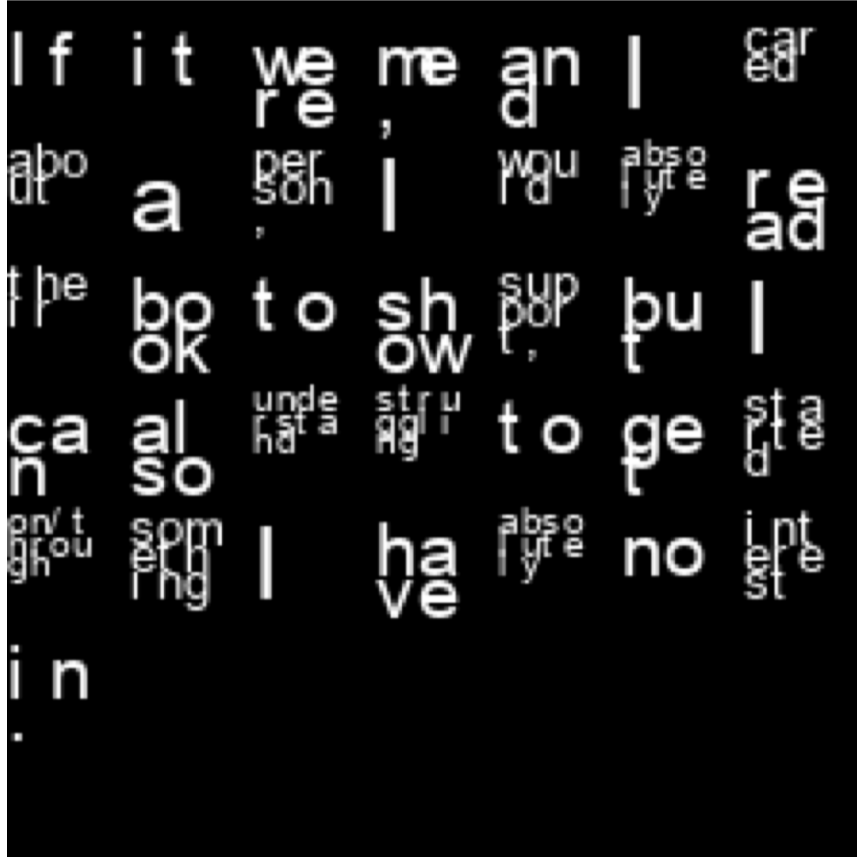 If it were me and I cared
about a person, I would absolutely read
their book to show support, but I
can also understand struggling to get started
on/through something I have absolutely no interest
in.